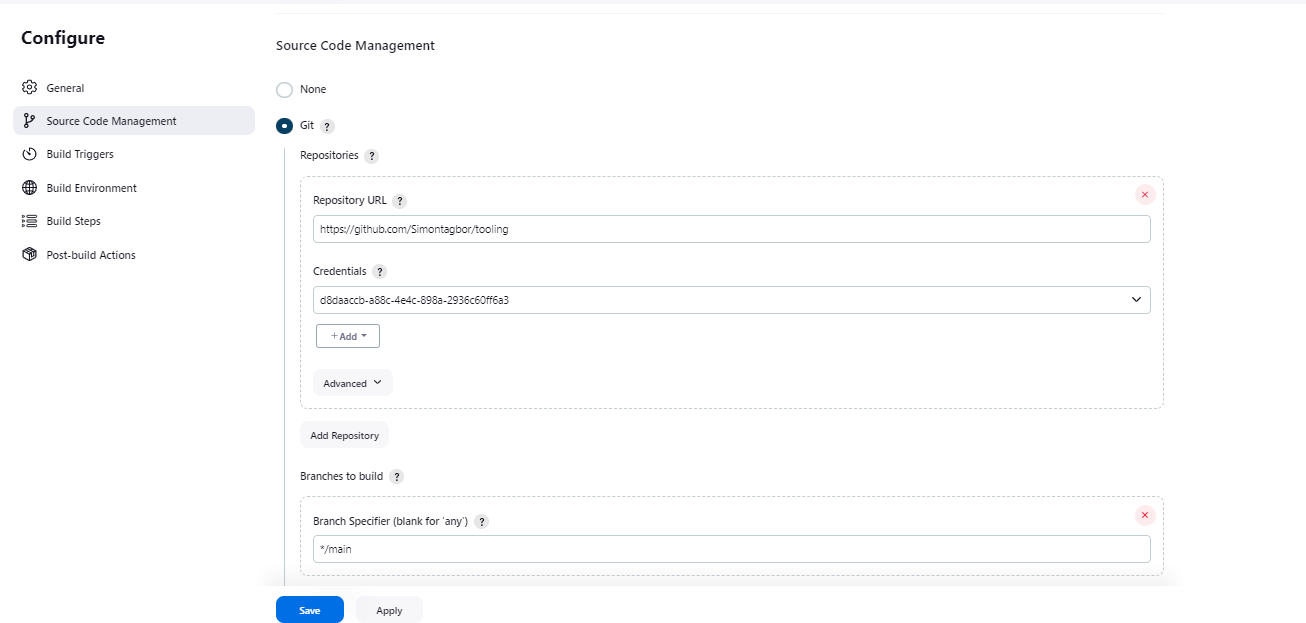 Configure
General
Source Code Management
Build Triggers
Build Environment
Build Steps
Post-build Actions
Source Code Management
None
Git ?
Repositories ?
Repository URL ?
https://github.com/Simontagbor/tooling
Credentials ?
d8daaccb-a88c-4e4c-898a-2936c60ff6a3
+ Add
Advanced
Add Repository
Branches to build ?
Branch Specifier (blank for 'any') ?
*/main
Save Apply